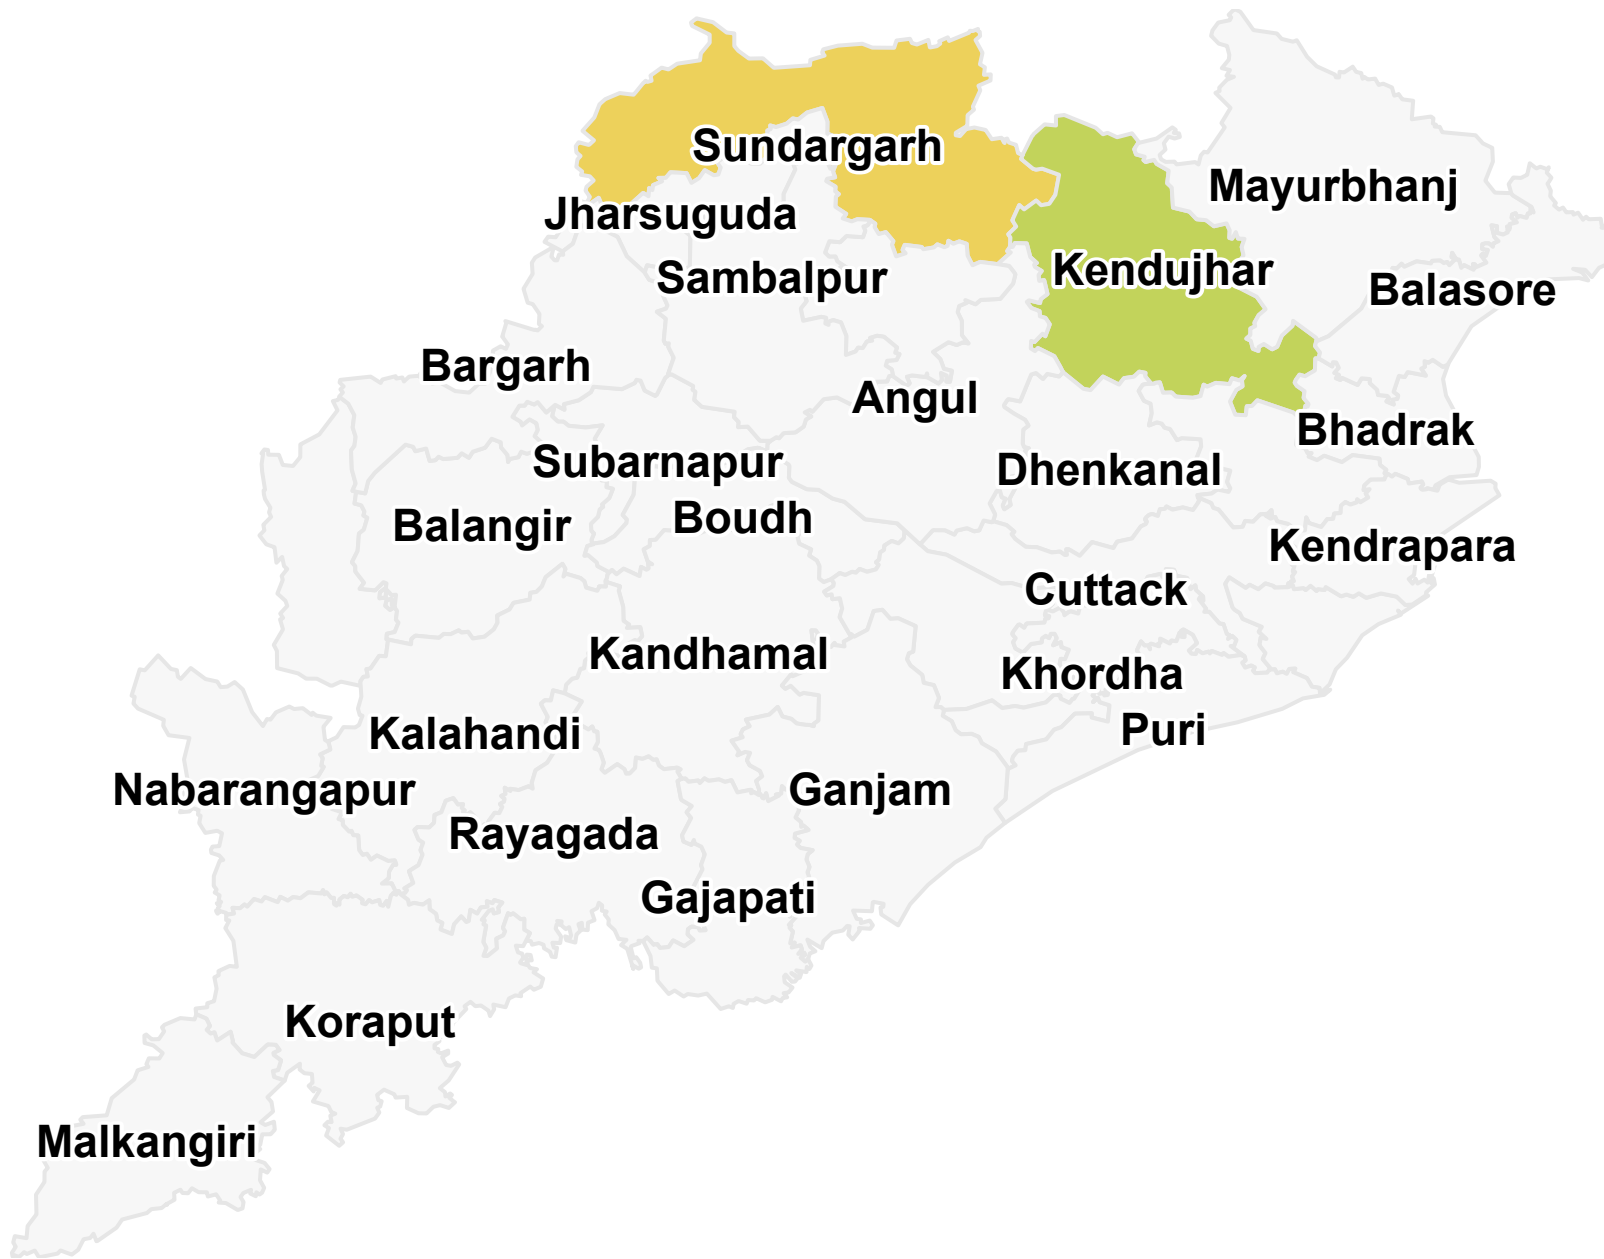 Sundargarh
Mayurbhanj
Jharsuguda
Kendujhar
Sambalpur
Balasore
Bargarh
Angul
Bhadrak
Subarnapur
Dhenkanal
Boudh
Balangir
Kendrapara
Cuttack
Kandhamal
Khordha
Puri
Kalahandi
Nabarangapur
Ganjam
Rayagada
Gajapati
Koraput
Malkangiri